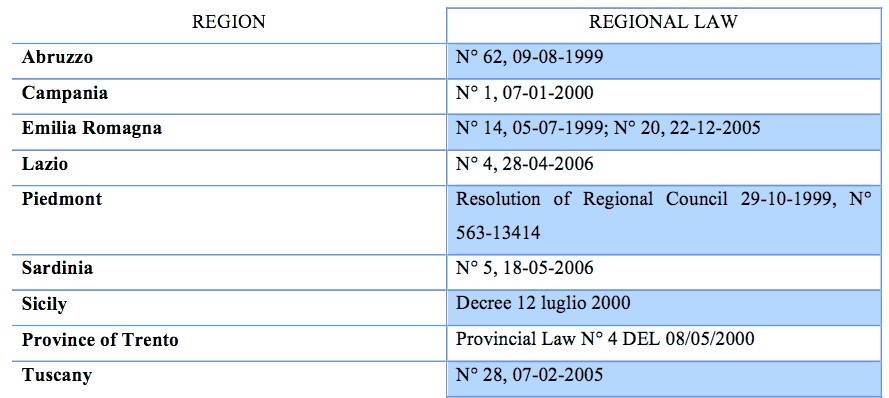 REGION REGIONAL LAW
Abruzzo N° 62, 09-08-1999
Campania N° 1, 07-01-2000
Emilia Romagna N° 14, 05-07-1999; N° 20, 22-12-2005
Lazio N° 4, 28-04-2006
Piedmont Resolution of Regional Council 29-10-1999, N°
563-13414
Sardinia N° 5, 18-05-2006
Sicily Decree 12 luglio 2000
Province of Trento Provincial Law N° 4 DEL 08/05/2000
Tuscany N° 28, 07-02-2005